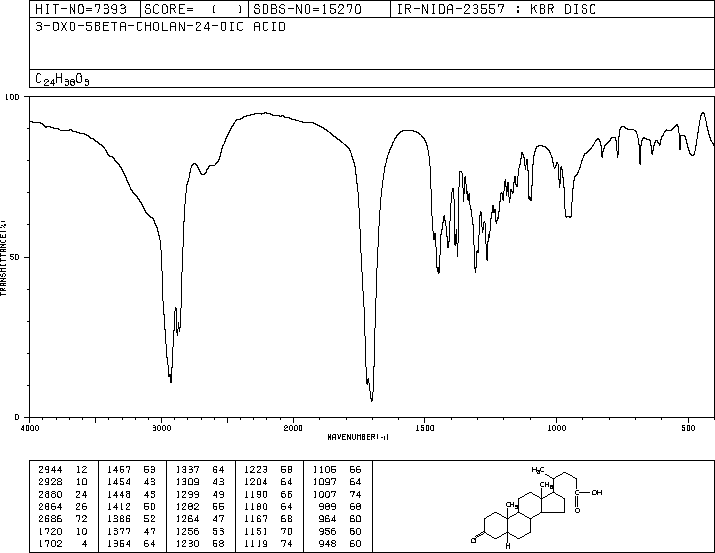 HIT-NO=7393 SCORE= ( ) SDBS-NO=15270 IR-NIDA-23557 : KBR DISC
3-OXO-5BETA-CHOLAN-24-OIC ACID
C24H38O3
100
TRANSMITTANCE(%)
50
0
4000 3000 2000 1500 1000 500
WAVENUMBER(-1)
2944 12 1467 53 1337 64 1223 58 1106 66
2928 10 1454 43 1309 43 1204 64 1097 64
2880 24 1448 43 1299 49 1190 66 1007 74
2864 26 1412 50 1282 55 1180 64 989 68
2686 72 1386 52 1264 47 1167 68 964 60
1720 10 1377 47 1256 53 1151 70 956 60
1702 4 1364 64 1230 58 1119 74 948 60
H3C
CH3
CH3
OH
O
O
H